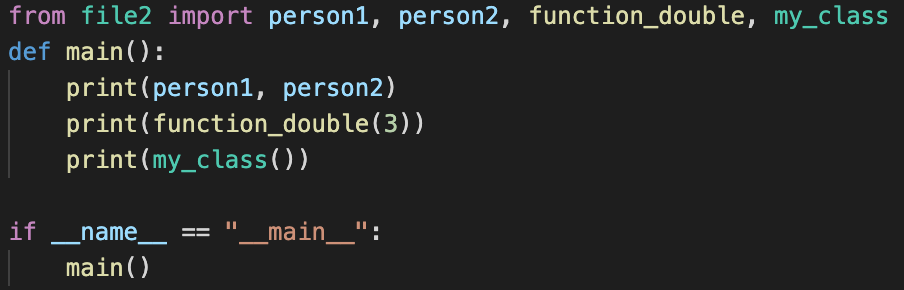 from file2 import person1, person2, function_double, my_class
def main():
    print(person1, person2)
    print(function_double(3))
    print(my_class())

if __name__ == "__main__":
    main()